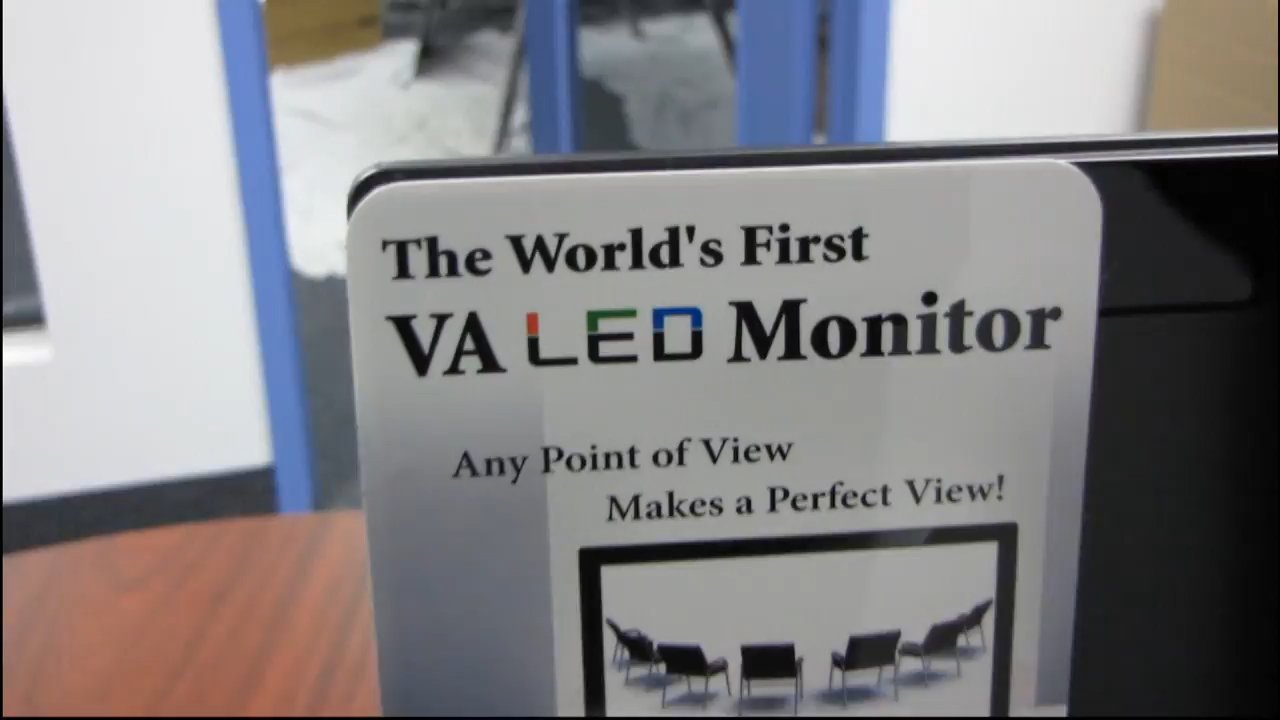 The World's First
VA LED Monitor
Any Point of View
Makes a Perfect View!